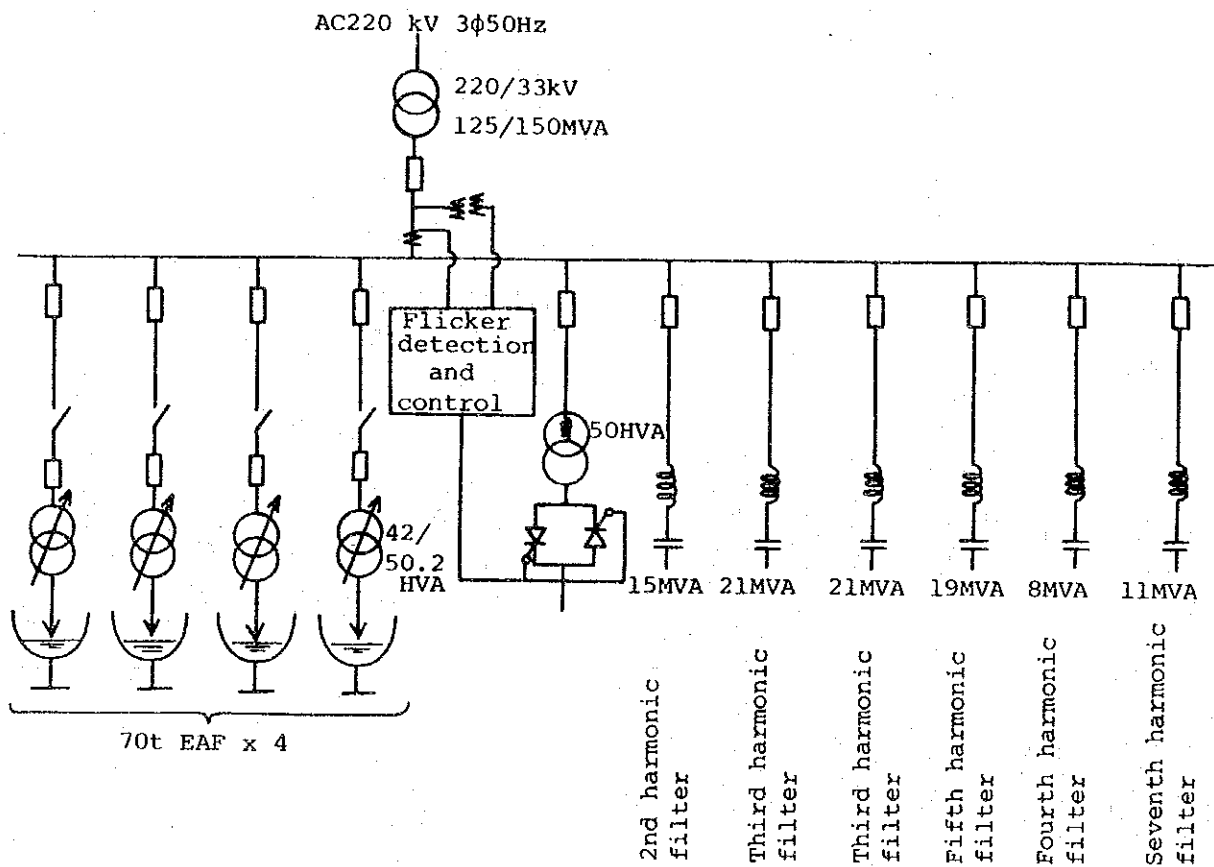 AC220 kV 3φ50Hz
220/33kV
125/150MVA
Flicker
detection
and
control
50HVA
42/
50.2
HVA
15MVA
21MVA
21MVA
19MVA
8MVA
11MVA
70t EAF x 4
2nd harmonic
filter
Third harmonic
filter
Third harmonic
filter
Fifth harmonic
filter
Fourth harmonic
filter
Seventh harmonic
filter